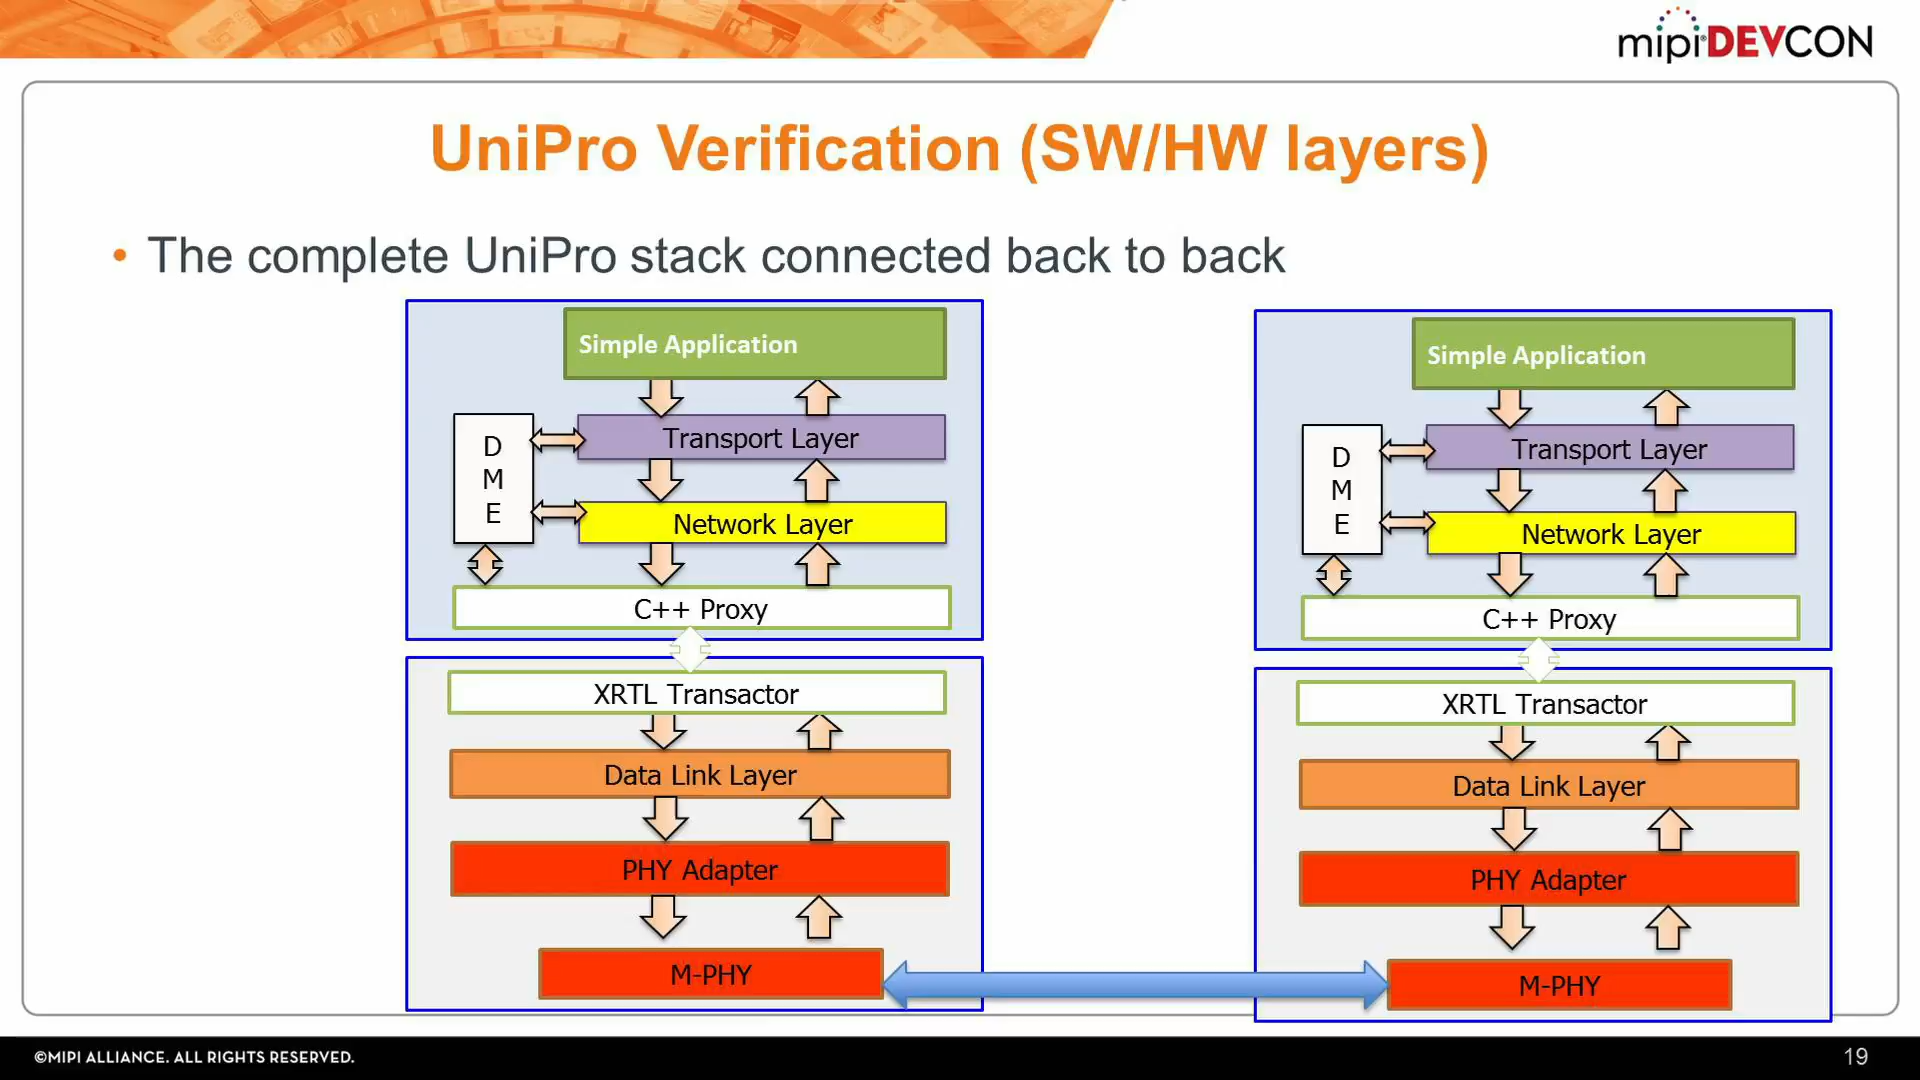 mipi DEVCON
UniPro Verification (SW/HW layers)
• The complete UniPro stack connected back to back
Simple Application
Transport Layer
D
M
E
Network Layer
C++ Proxy
XRTL Transactor
Data Link Layer
PHY Adapter
M-PHY
Simple Application
Transport Layer
D
M
E
Network Layer
C++ Proxy
XRTL Transactor
Data Link Layer
PHY Adapter
M-PHY
©MIPI ALLIANCE. ALL RIGHTS RESERVED.
19